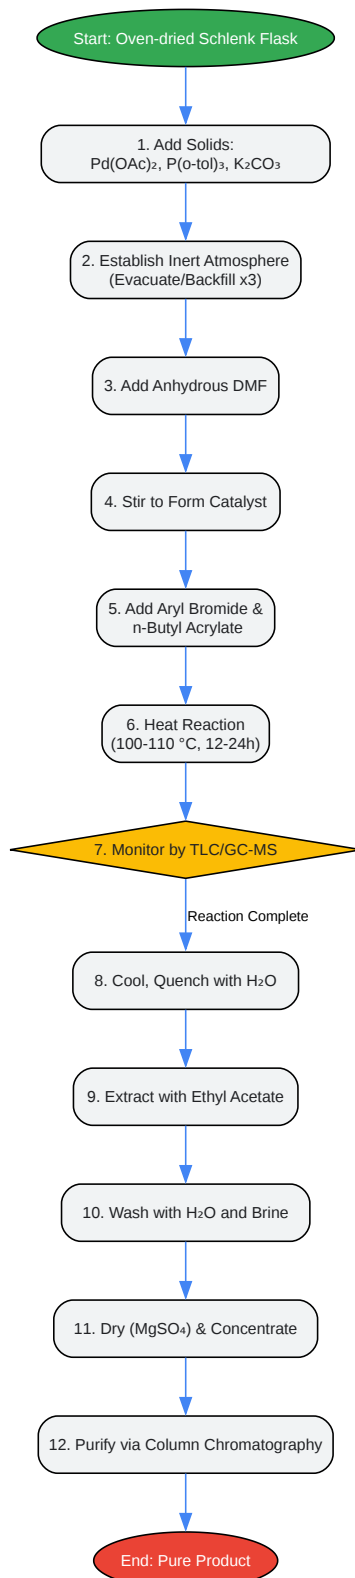 Start: Oven-dried Schlenk Flask
1. Add Solids:
Pd(OAc)₂, P(o-tol)₃, K₂CO₃
2. Establish Inert Atmosphere
(Evacuate/Backfill x3)
3. Add Anhydrous DMF
4. Stir to Form Catalyst
5. Add Aryl Bromide &
n-Butyl Acrylate
6. Heat Reaction
(100-110 °C, 12-24h)
7. Monitor by TLC/GC-MS
Reaction Complete
8. Cool, Quench with H₂O
9. Extract with Ethyl Acetate
10. Wash with H₂O and Brine
11. Dry (MgSO₄) & Concentrate
12. Purify via Column Chromatography
End: Pure Product